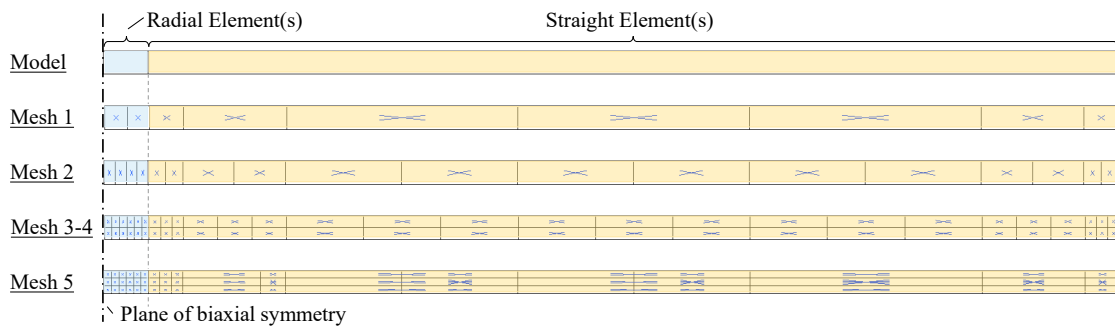 Radial Element(s)
Straight Element(s)
Model
Mesh 1
Mesh 2
Mesh 3-4
Mesh 5
Plane of biaxial symmetry